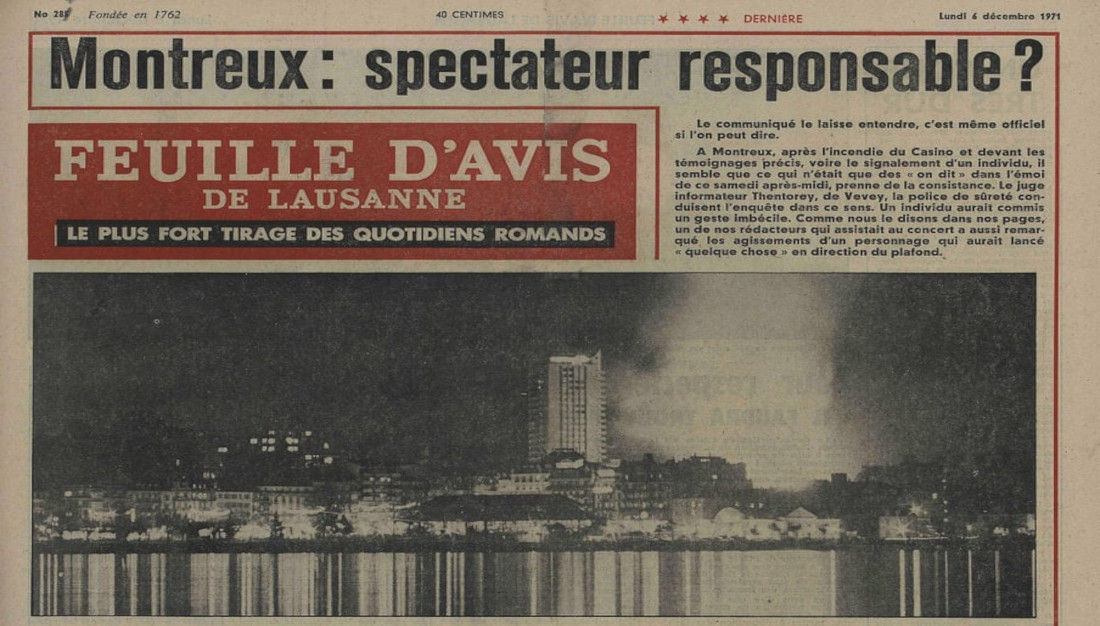 No 288 Fondée en 1762
40 CENTIMES
★ ★ ★ ★ DERNIÈRE
Lundi 6 décembre 1971
Montreux : spectateur responsable ?
FEUILLE D'AVIS
DE LAUSANNE
LE PLUS FORT TIRAGE DES QUOTIDIENS ROMANDS
Le communiqué le laisse entendre, c'est même officiel
si l'on peut dire.
A Montreux, après l'incendie du Casino et devant les
témoignages précis, voire le signalement d'un individu, il
semble que ce qui n'était que des « on dit » dans l'émoi
de ce samedi après-midi, prenne de la consistance. Le juge
informateur Thentorey, de Vevey, la police de sûreté con-
duisent l'enquête dans ce sens. Un individu aurait commis
un geste imbécile. Comme nous le disons dans nos pages,
un de nos rédacteurs qui assistait au concert a aussi remar-
qué les agissements d'un personnage qui aurait lancé
« quelque chose » en direction du plafond.